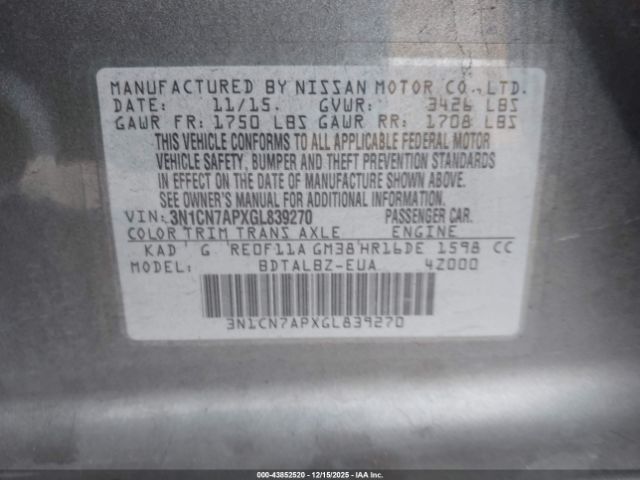 MANUFACTURED BY NISSAN MOTOR CO., LTD.
DATE: 11/15. GVWR: 3426 LBS
GAWR FR: 1750 LBS GAWR RR: 1708 LBS
THIS VEHICLE CONFORMS TO ALL APPLICABLE FEDERAL MOTOR
VEHICLE SAFETY, BUMPER AND THEFT PREVENTION STANDARDS
IN EFFECT ON THE DATE OF MANUFACTURE SHOWN ABOVE.
SEE OWNER'S MANUAL FOR ADDITIONAL INFORMATION.
VIN: 3N1CN7APXGL839270 PASSENGER CAR.
COLOR TRIM TRANS AXLE ENGINE
KAD G RE0F11A GM38 HR16DE 1598 CC
MODEL: BDTALBZ-EUA 4Z000
3N1CN7APXGL839270
000-43852520 | 12/15/2025 - IAAI.COM